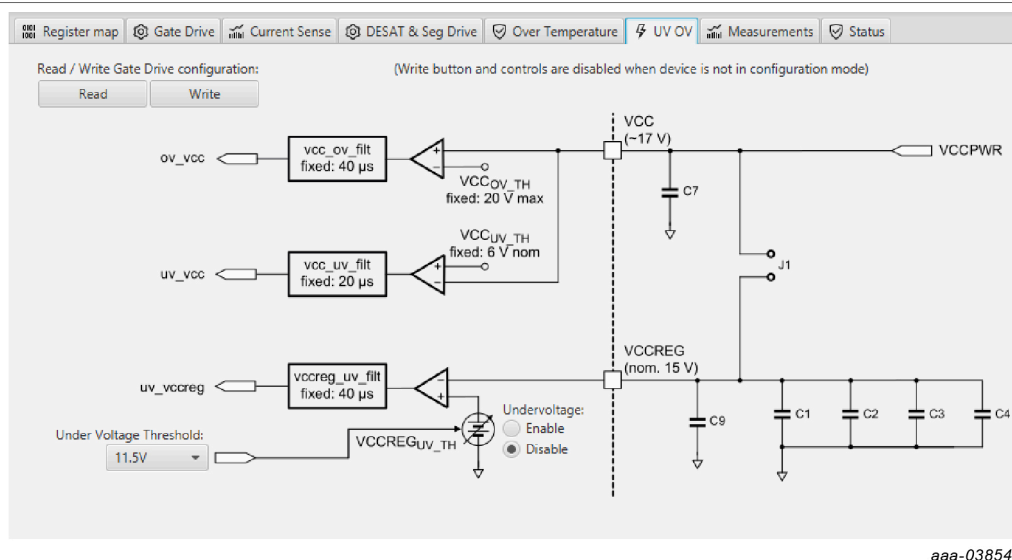 Register map Gate Drive Current Sense DESAT & Seg Drive Over Temperature UV OV Measurements Status
Read / Write Gate Drive configuration:
(Write button and controls are disabled when device is not in configuration mode)
Read Write
VCC
(~17 V)
VCCPWR
ov_vcc
vcc_ov_filt
fixed: 40 µs
+
−
VCCOV_TH
fixed: 20 V max
C7
VCCUV_TH
fixed: 6 V nom
uv_vcc
vcc_uv_filt
fixed: 20 µs
+
−
J1
VCCREG
(nom. 15 V)
uv_vccreg
vccreg_uv_filt
fixed: 40 µs
−
+
C9
C1
C2
C3
C4
Undervoltage:
Enable
Disable
Under Voltage Threshold:
11.5V
VCCREGUV_TH
aaa-03854